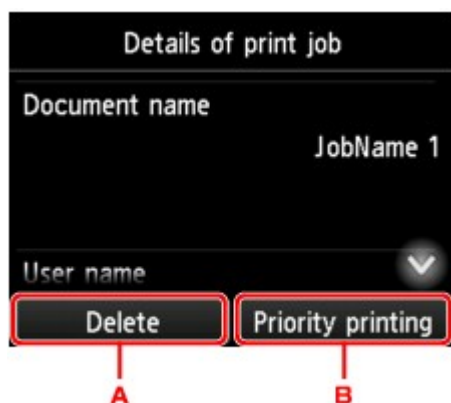 Details of print job
Document name
JobName 1
User name
Delete
Priority printing
A
B